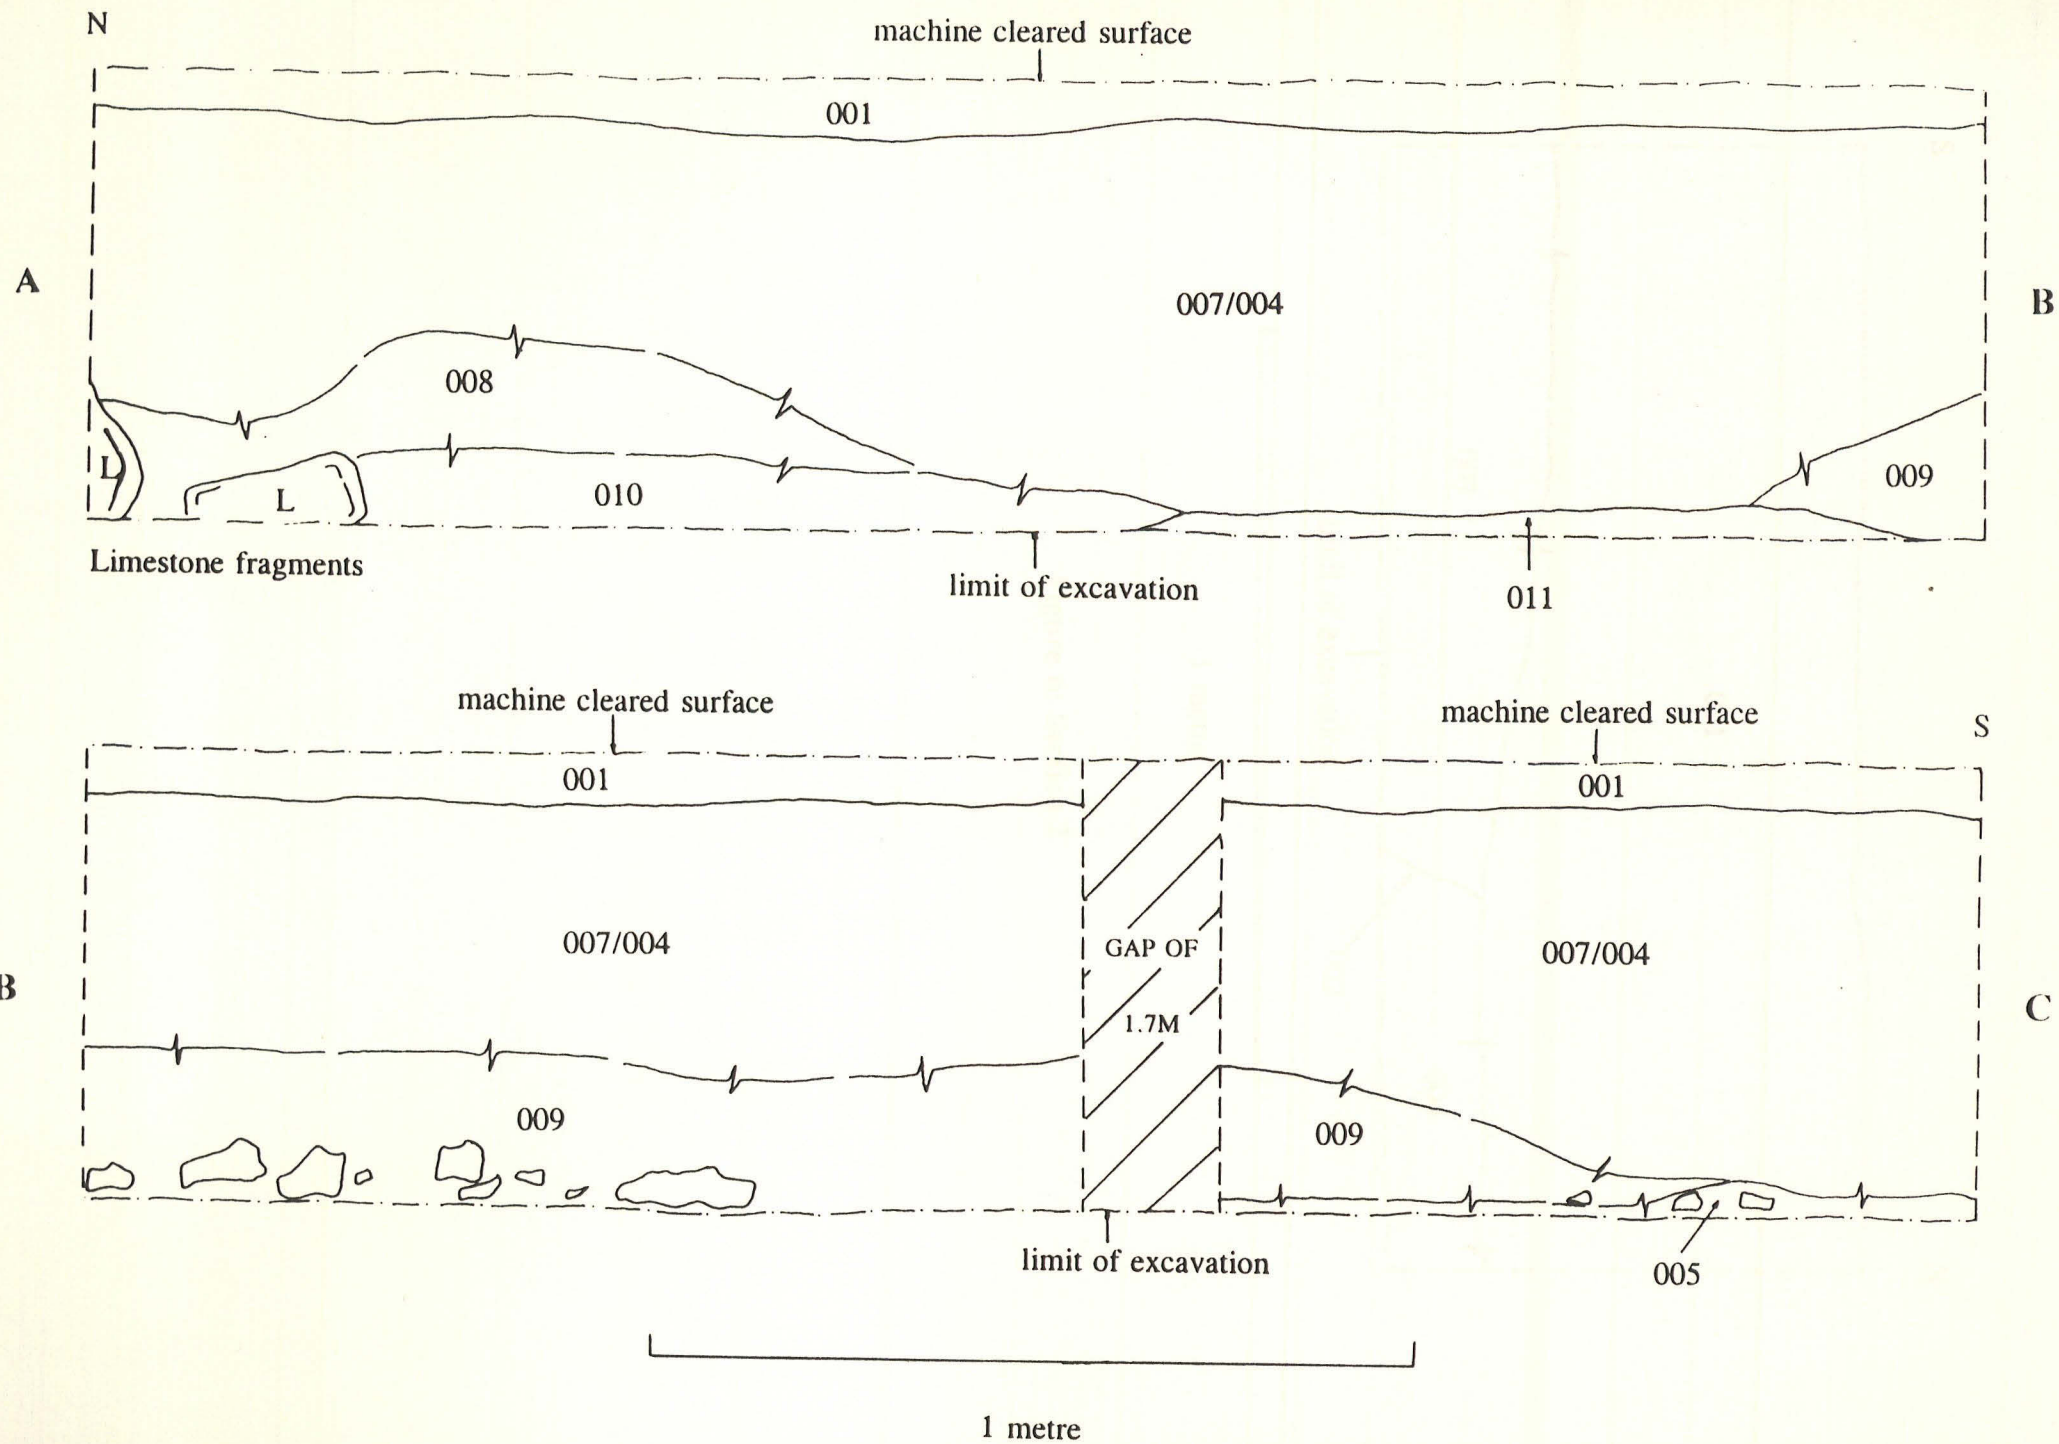 N
machine cleared surface
001
A
007/004
B
008
009
L
L
010
Limestone fragments
limit of excavation
011
machine cleared surface
machine cleared surface
S
001
001
007/004
GAP OF
007/004
B
C
1.7M
009
009
limit of excavation
005
1 metre